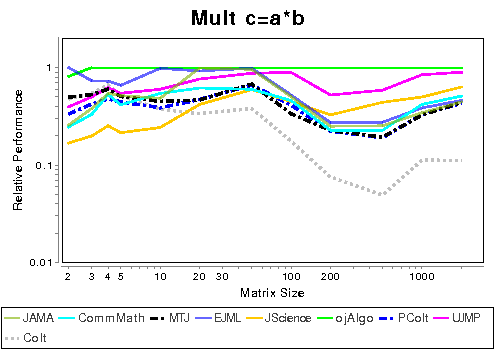 Mult c=a*b
Relative Performance
1
0.1
0.01
2 3 4 5 10 20 30 100 200 1000
Matrix Size
JAMA CommMath MTJ EJML JScience ojAlgo PColt UJMP
Colt